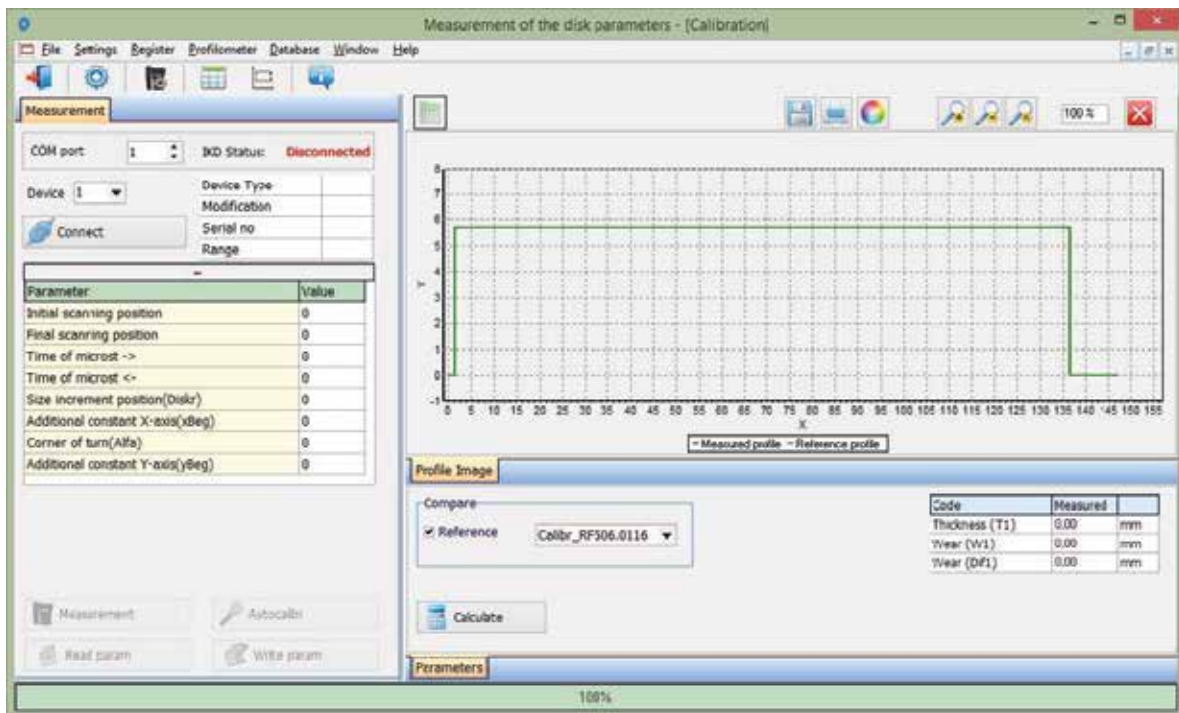 Measurement of the disk parameters - [Calibration]
File Settings Register Profilometer Database Window Help
Measurement
COM port 1 IKD Status: Disconnected
Device 1
Device Type
Modification
Serial no
Range
Connect
100 %
-
Parameter Value
Initial scanning position 0
Final scanning position 0
Time of microst -> 0
Time of microst <- 0
Size increment position(Diskr) 0
Additional constant X-axis(xBeg) 0
Corner of turn(Alfa) 0
Additional constant Y-axis(yBeg) 0
Measurement Autocalibr
Read param Write param
8
7
6
5
4
3
2
1
0
-1
Y
0 5 10 15 20 25 30 35 40 45 50 55 60 65 70 75 80 85 90 95 100 105 110 115 120 125 130 135 140 145 150 155
X
Measured profile Reference profile
Profile Image
Compare
Reference Calibr_RF506.0116
Calculate
Code Measured
Thickness (T1) 0.00 mm
Wear (W1) 0.00 mm
Wear (Dif1) 0.00 mm
Parameters
100%